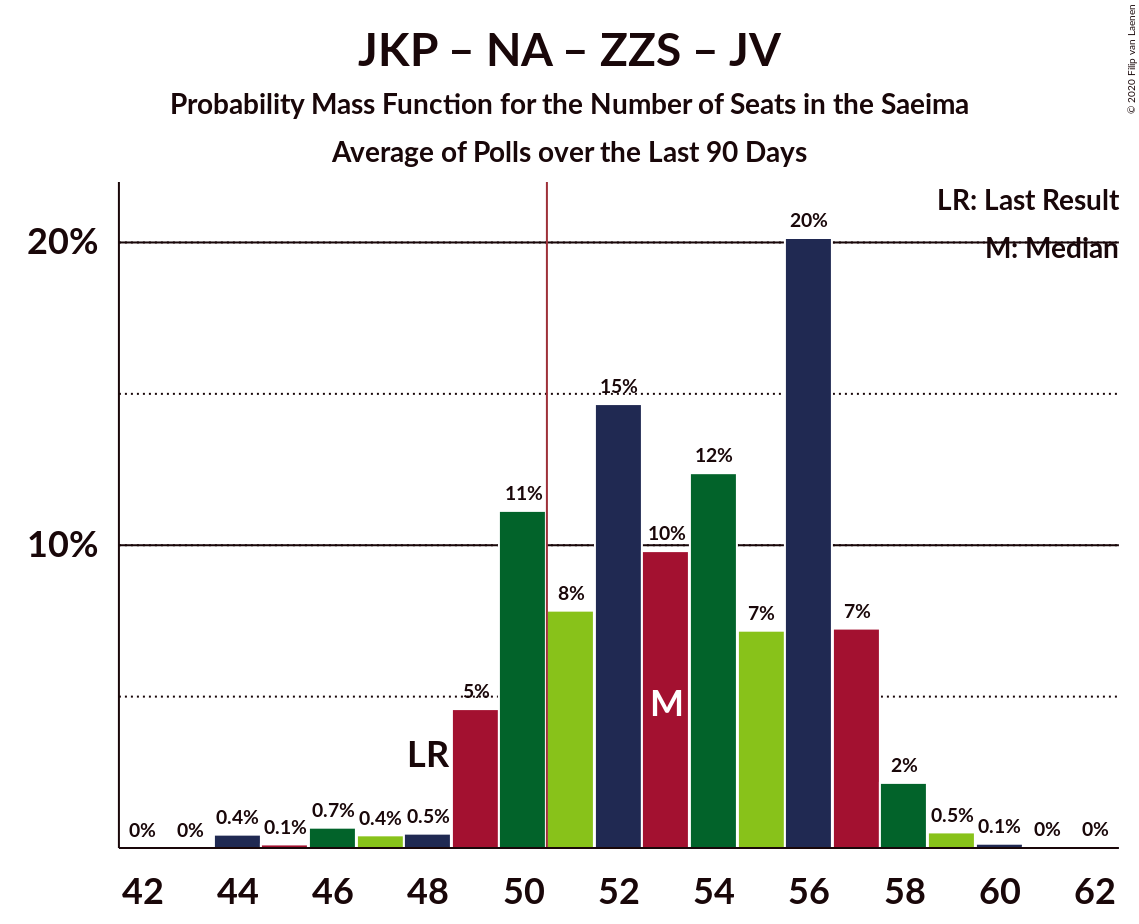 JKP – NA – ZZS – JV
Probability Mass Function for the Number of Seats in the Saeima
Average of Polls over the Last 90 Days
© 2020 Filip van Laenen
LR: Last Result
M: Median
20%
10%
0% 0% 0.4% 0.1% 0.7% 0.4% 0.5% 5% 11% 8% 15% 10% 12% 7% 20% 7% 2% 0.5% 0.1% 0% 0%
LR
M
42 44 46 48 50 52 54 56 58 60 62